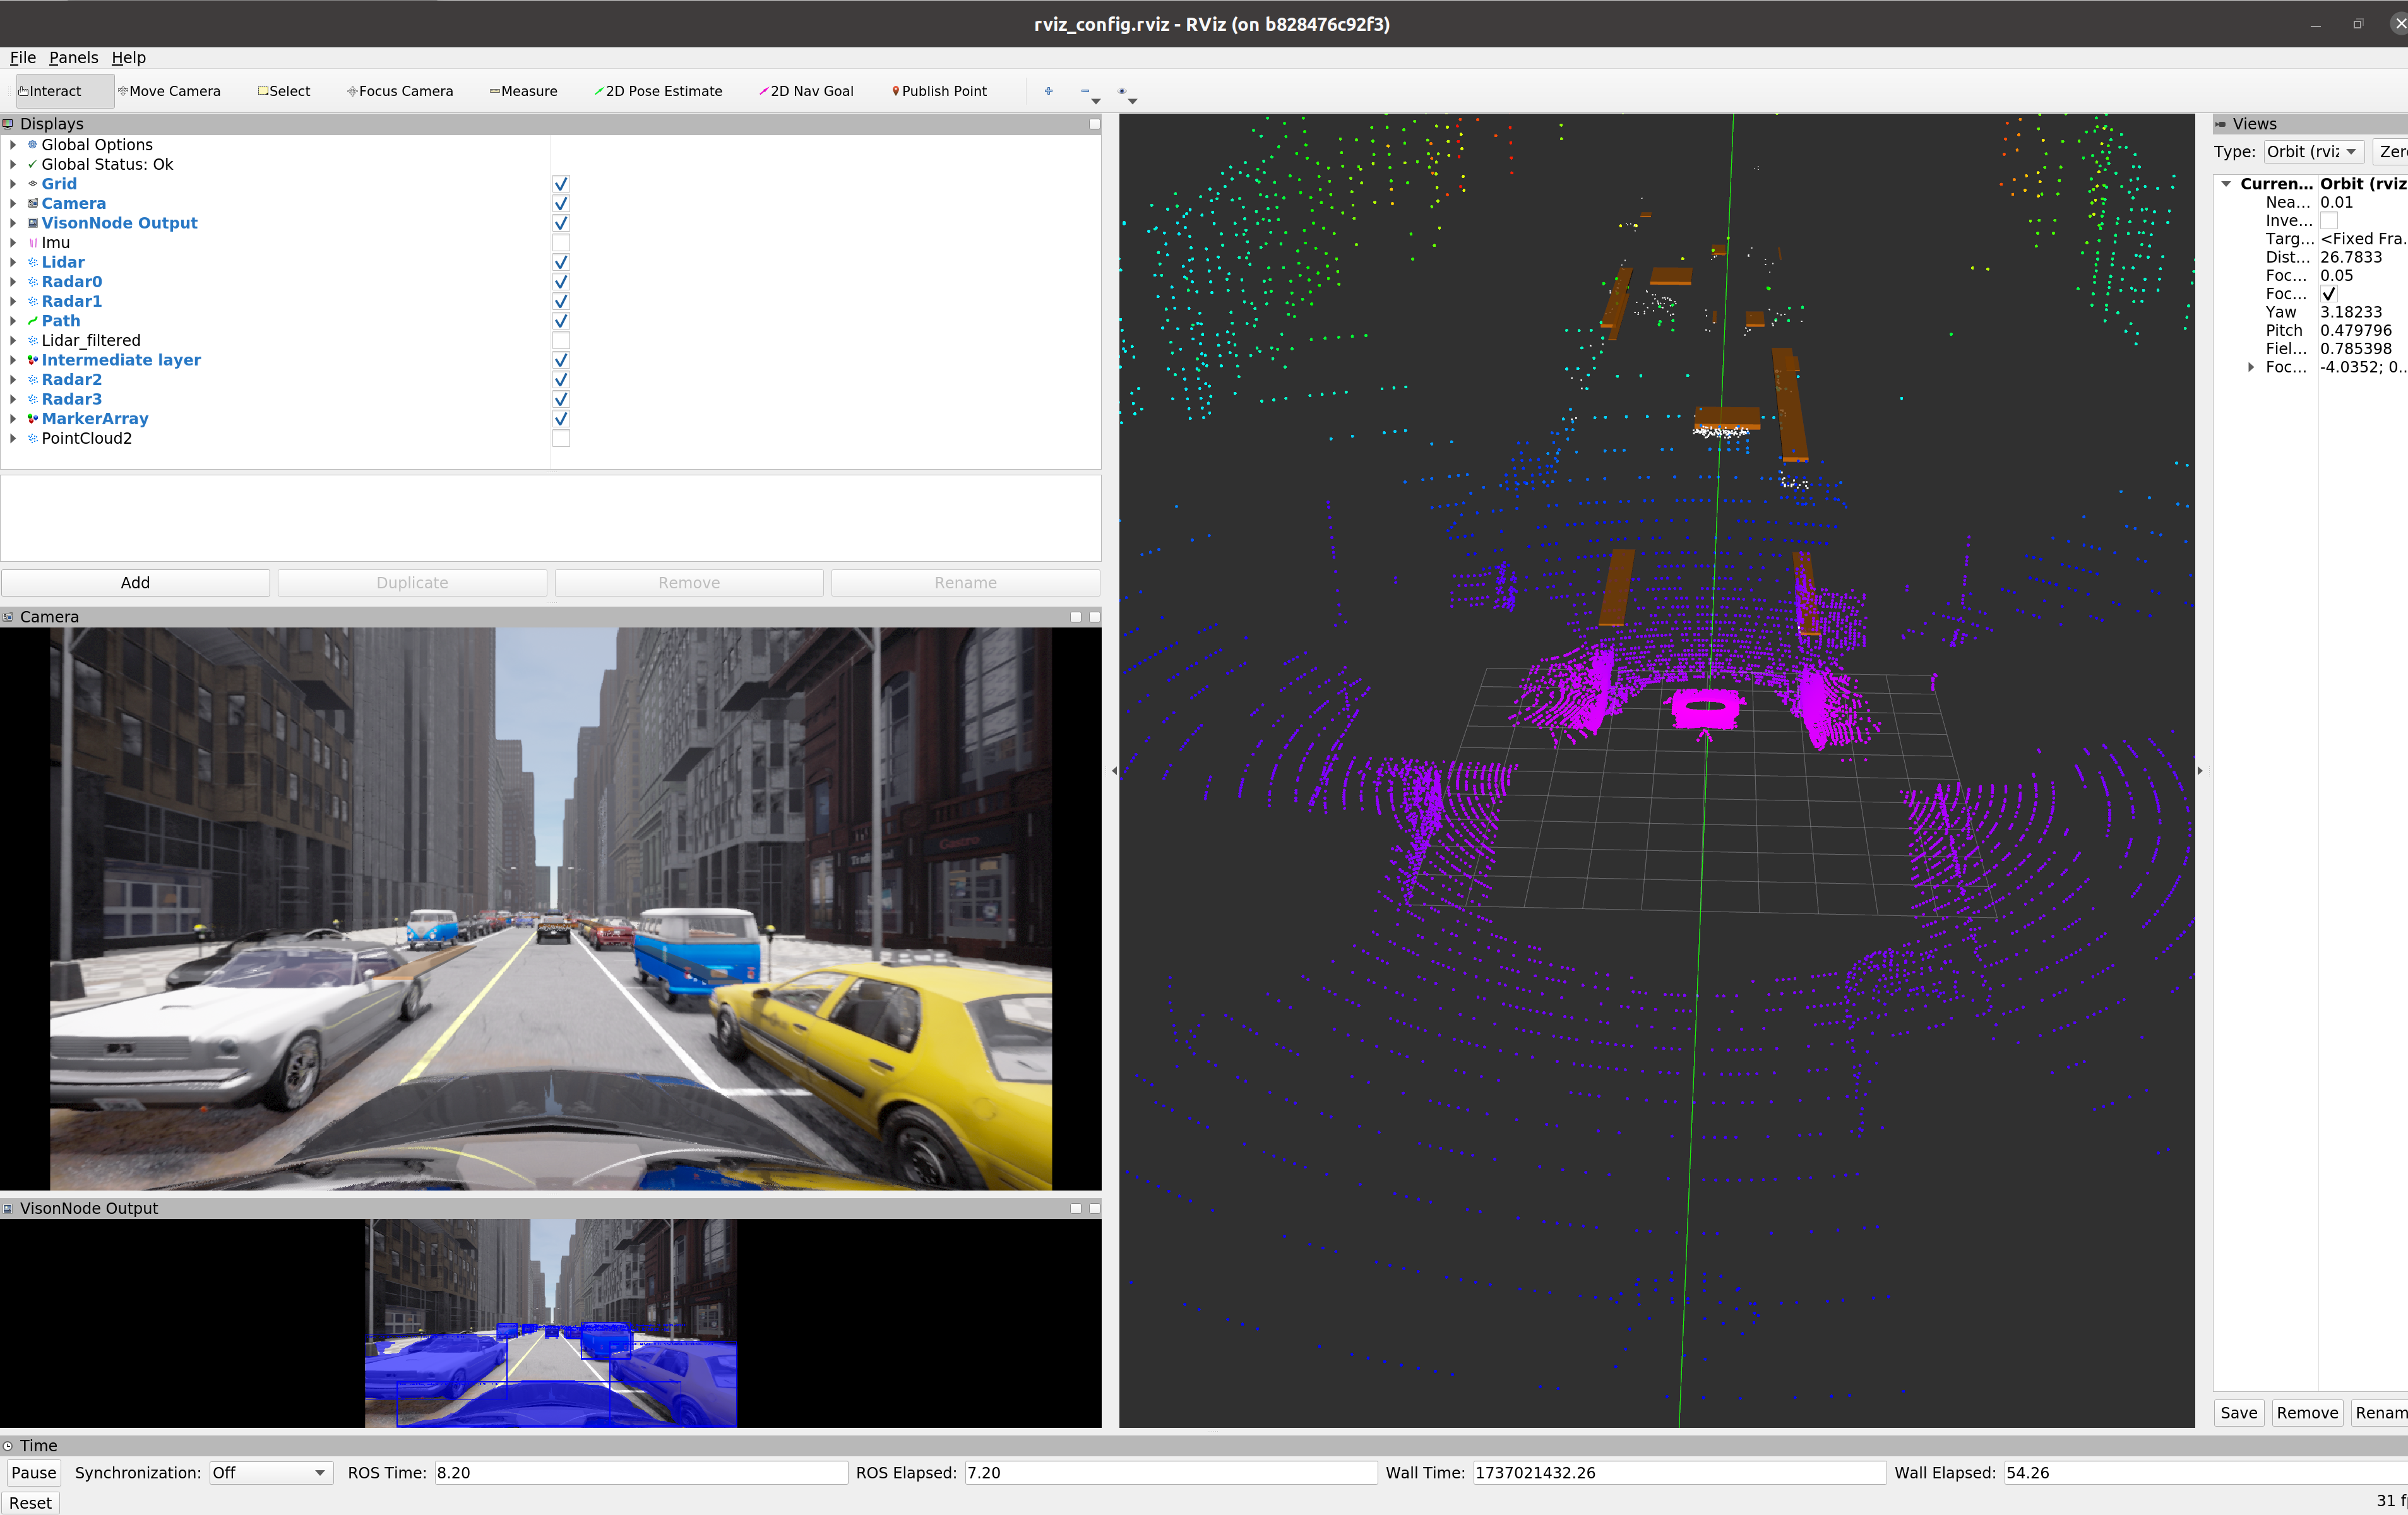 rviz_config.rviz - RViz (on b828476c92f3)
File Panels Help
Interact Move Camera Select Focus Camera Measure 2D Pose Estimate 2D Nav Goal Publish Point
Displays
Global Options
Global Status: Ok
Grid
Camera
VisonNode Output
Imu
Lidar
Radar0
Radar1
Path
Lidar_filtered
Intermediate layer
Radar2
Radar3
MarkerArray
PointCloud2
Add Duplicate Remove Rename
Camera
Gastro
VisonNode Output
Views
Type: Orbit (rviz Zer
Curren... Orbit (rviz
Nea... 0.01
Inve...
Targ... <Fixed Fra...
Dist... 26.7833
Foc... 0.05
Foc...
Yaw 3.18233
Pitch 0.479796
Fiel... 0.785398
Foc... -4.0352; 0...
Save Remove Renam
Time
Pause Synchronization: Off ROS Time: 8.20 ROS Elapsed: 7.20 Wall Time: 1737021432.26 Wall Elapsed: 54.26
Reset
31 f